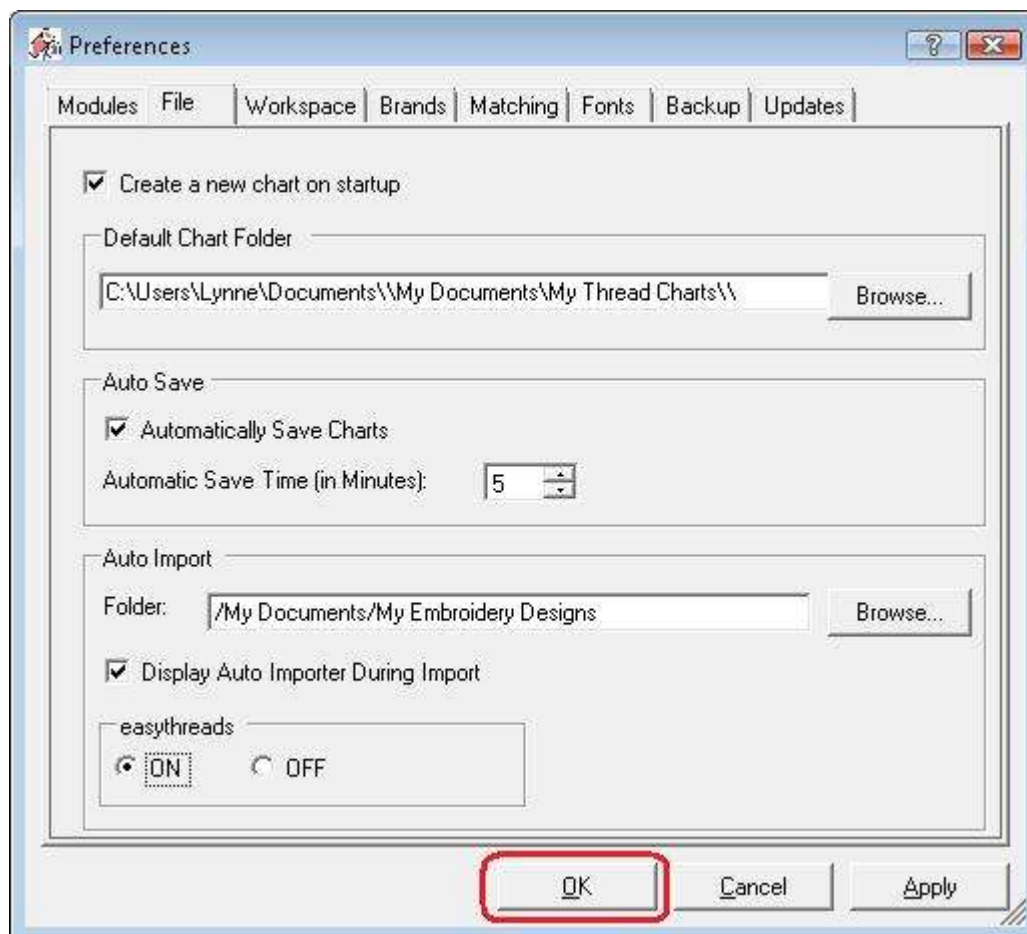 Preferences
Modules File Workspace Brands Matching Fonts Backup Updates
Create a new chart on startup
Default Chart Folder
C:\Users\Lynne\Documents\\My Documents\My Thread Charts\\ Browse...
Auto Save
Automatically Save Charts
Automatic Save Time (in Minutes): 5
Auto Import
Folder: /My Documents/My Embroidery Designs Browse...
Display Auto Importer During Import
easythreads
ON OFF
OK Cancel Apply